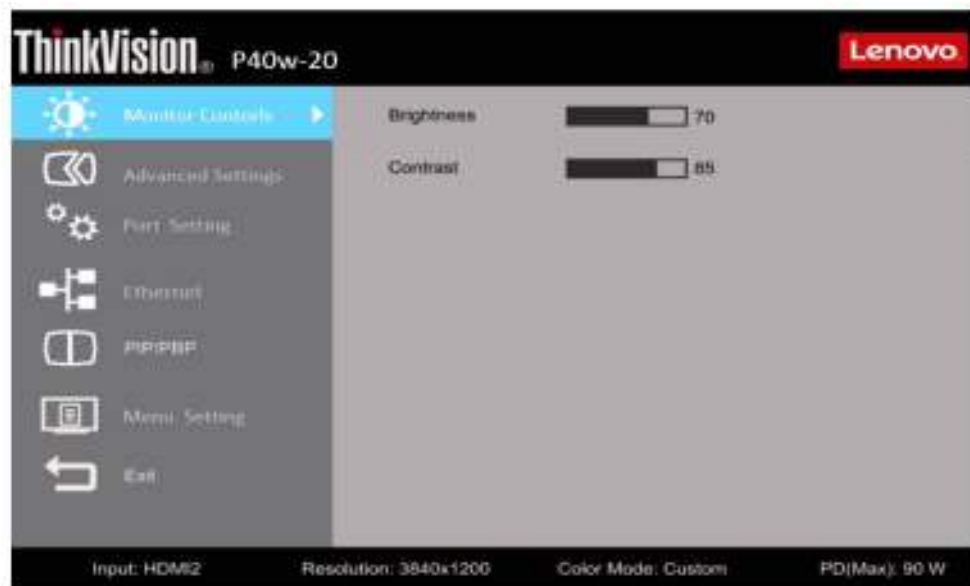 ThinkVision® P40w-20
Lenovo
Monitor Controls
Brightness 70
Contrast 85
Advanced Settings
Port Setting
Ethernet
PIP/PBP
Menu Setting
Exit
Input: HDMI2 Resolution: 3840x1200 Color Mode: Custom PD(Max): 90 W